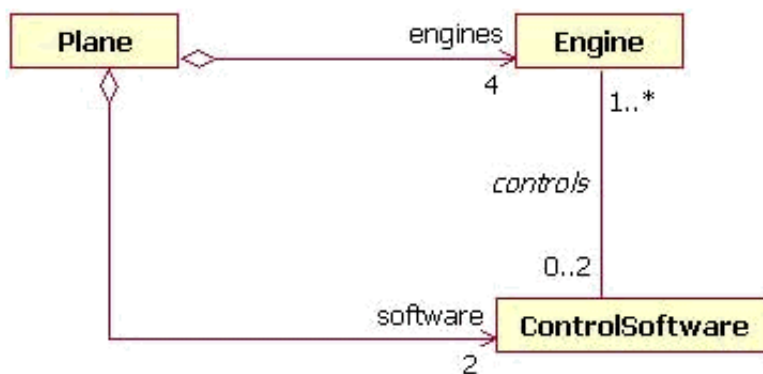 Plane
engines
Engine
4
1..*
controls
0..2
software
ControlSoftware
2